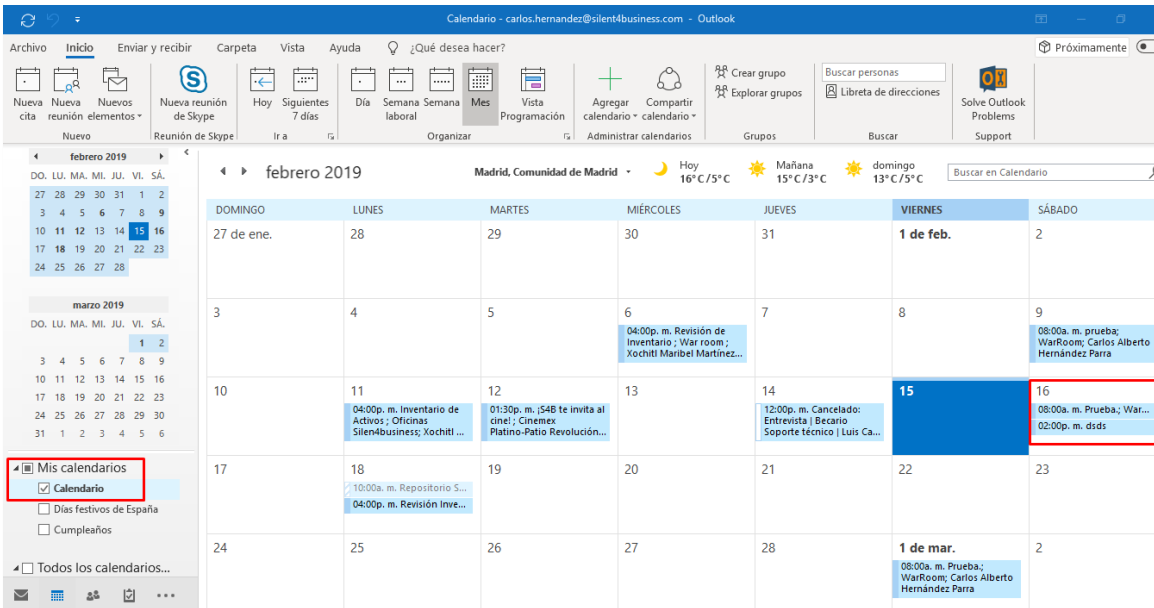 Calendario - carlos.hernandez@silent4business.com - Outlook
Archivo Inicio Enviar y recibir Carpeta Vista Ayuda ¿Qué desea hacer? Próximamente
Nueva cita
Nueva reunión
Nuevos elementos
Nuevo
Nueva reunión de Skype
Reunión de Skype
Hoy
Siguientes 7 días
Ir a
Día
Semana laboral
Semana
Mes
Vista Programación
Organizar
Agregar calendario
Compartir calendario
Administrar calendarios
Crear grupo
Explorar grupos
Grupos
Buscar personas
Libreta de direcciones
Buscar
Solve Outlook Problems
Support
febrero 2019
DO. LU. MA. MI. JU. VI. SÁ.
27 28 29 30 31 1 2
3 4 5 6 7 8 9
10 11 12 13 14 15 16
17 18 19 20 21 22 23
24 25 26 27 28
marzo 2019
DO. LU. MA. MI. JU. VI. SÁ.
1 2
3 4 5 6 7 8 9
10 11 12 13 14 15 16
17 18 19 20 21 22 23
24 25 26 27 28 29 30
31 1 2 3 4 5 6
Mis calendarios
Calendario
Días festivos de España
Cumpleaños
Todos los calendarios...
febrero 2019
Madrid, Comunidad de Madrid
Hoy
16°C/5°C
Mañana
15°C/3°C
domingo
13°C/5°C
Buscar en Calendario
DOMINGO LUNES MARTES MIÉRCOLES JUEVES VIERNES SÁBADO
27 de ene. 28 29 30 31 1 de feb. 2
3 4 5 6 7 8 9
04:00p. m. Revisión de
Inventario ; War room ;
Xochitl Maribel Martínez...
08:00a. m. prueba;
WarRoom; Carlos Alberto
Hernández Parra
10 11 12 13 14 15 16
04:00p. m. Inventario de
Activos ; Oficinas
Silen4business; Xochitl ...
01:30p. m. ¡S4B te invita al
cine! ; Cinemex
Platino-Patio Revolución...
12:00p. m. Cancelado:
Entrevista | Becario
Soporte técnico | Luis Ca...
08:00a. m. Prueba.; War...
02:00p. m. dsds
17 18 19 20 21 22 23
10:00a. m. Repositorio S...
04:00p. m. Revisión Inve...
24 25 26 27 28 1 de mar. 2
08:00a. m. Prueba.;
WarRoom; Carlos Alberto
Hernández Parra